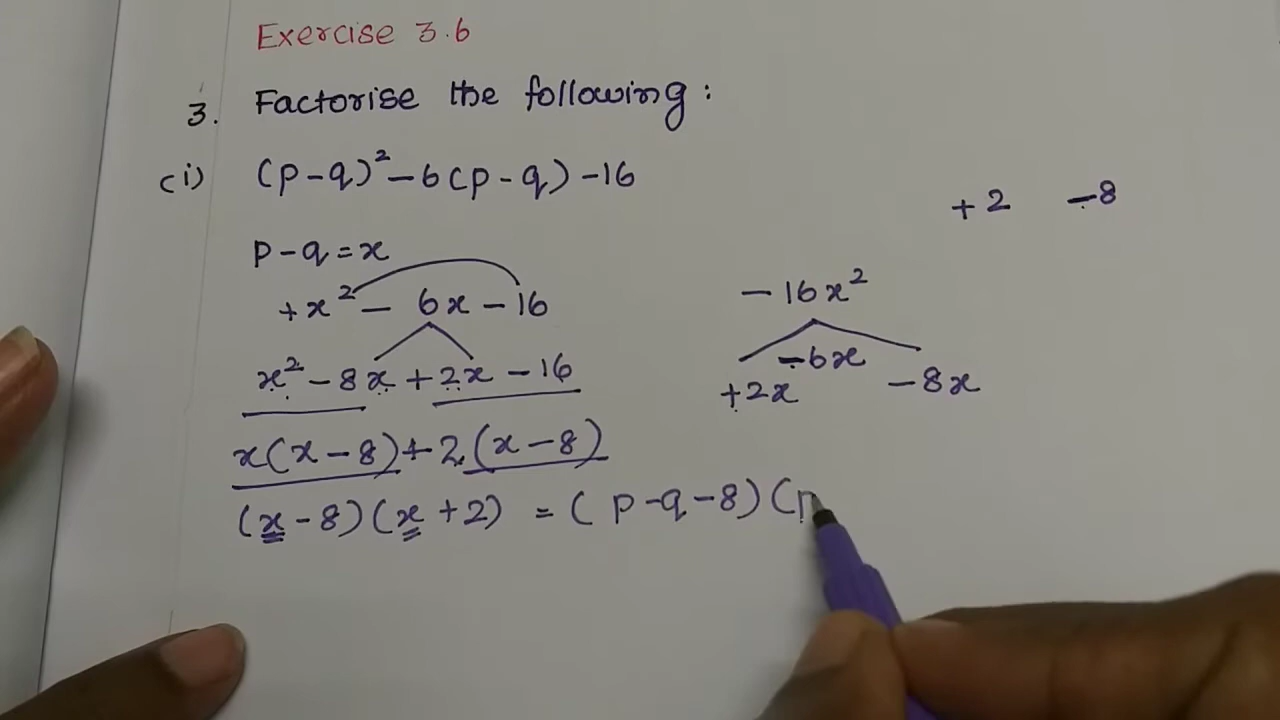 Exercise 3.6
3. Factorise the following:
(i) (p-q)² - 6(p-q) - 16
+2 -8
p - q = x
+x² - 6x - 16
-16x²
-6x
x² - 8x + 2x - 16
+2x -8x
x(x - 8) + 2(x - 8)
(x - 8)(x + 2) = (p - q - 8)(p